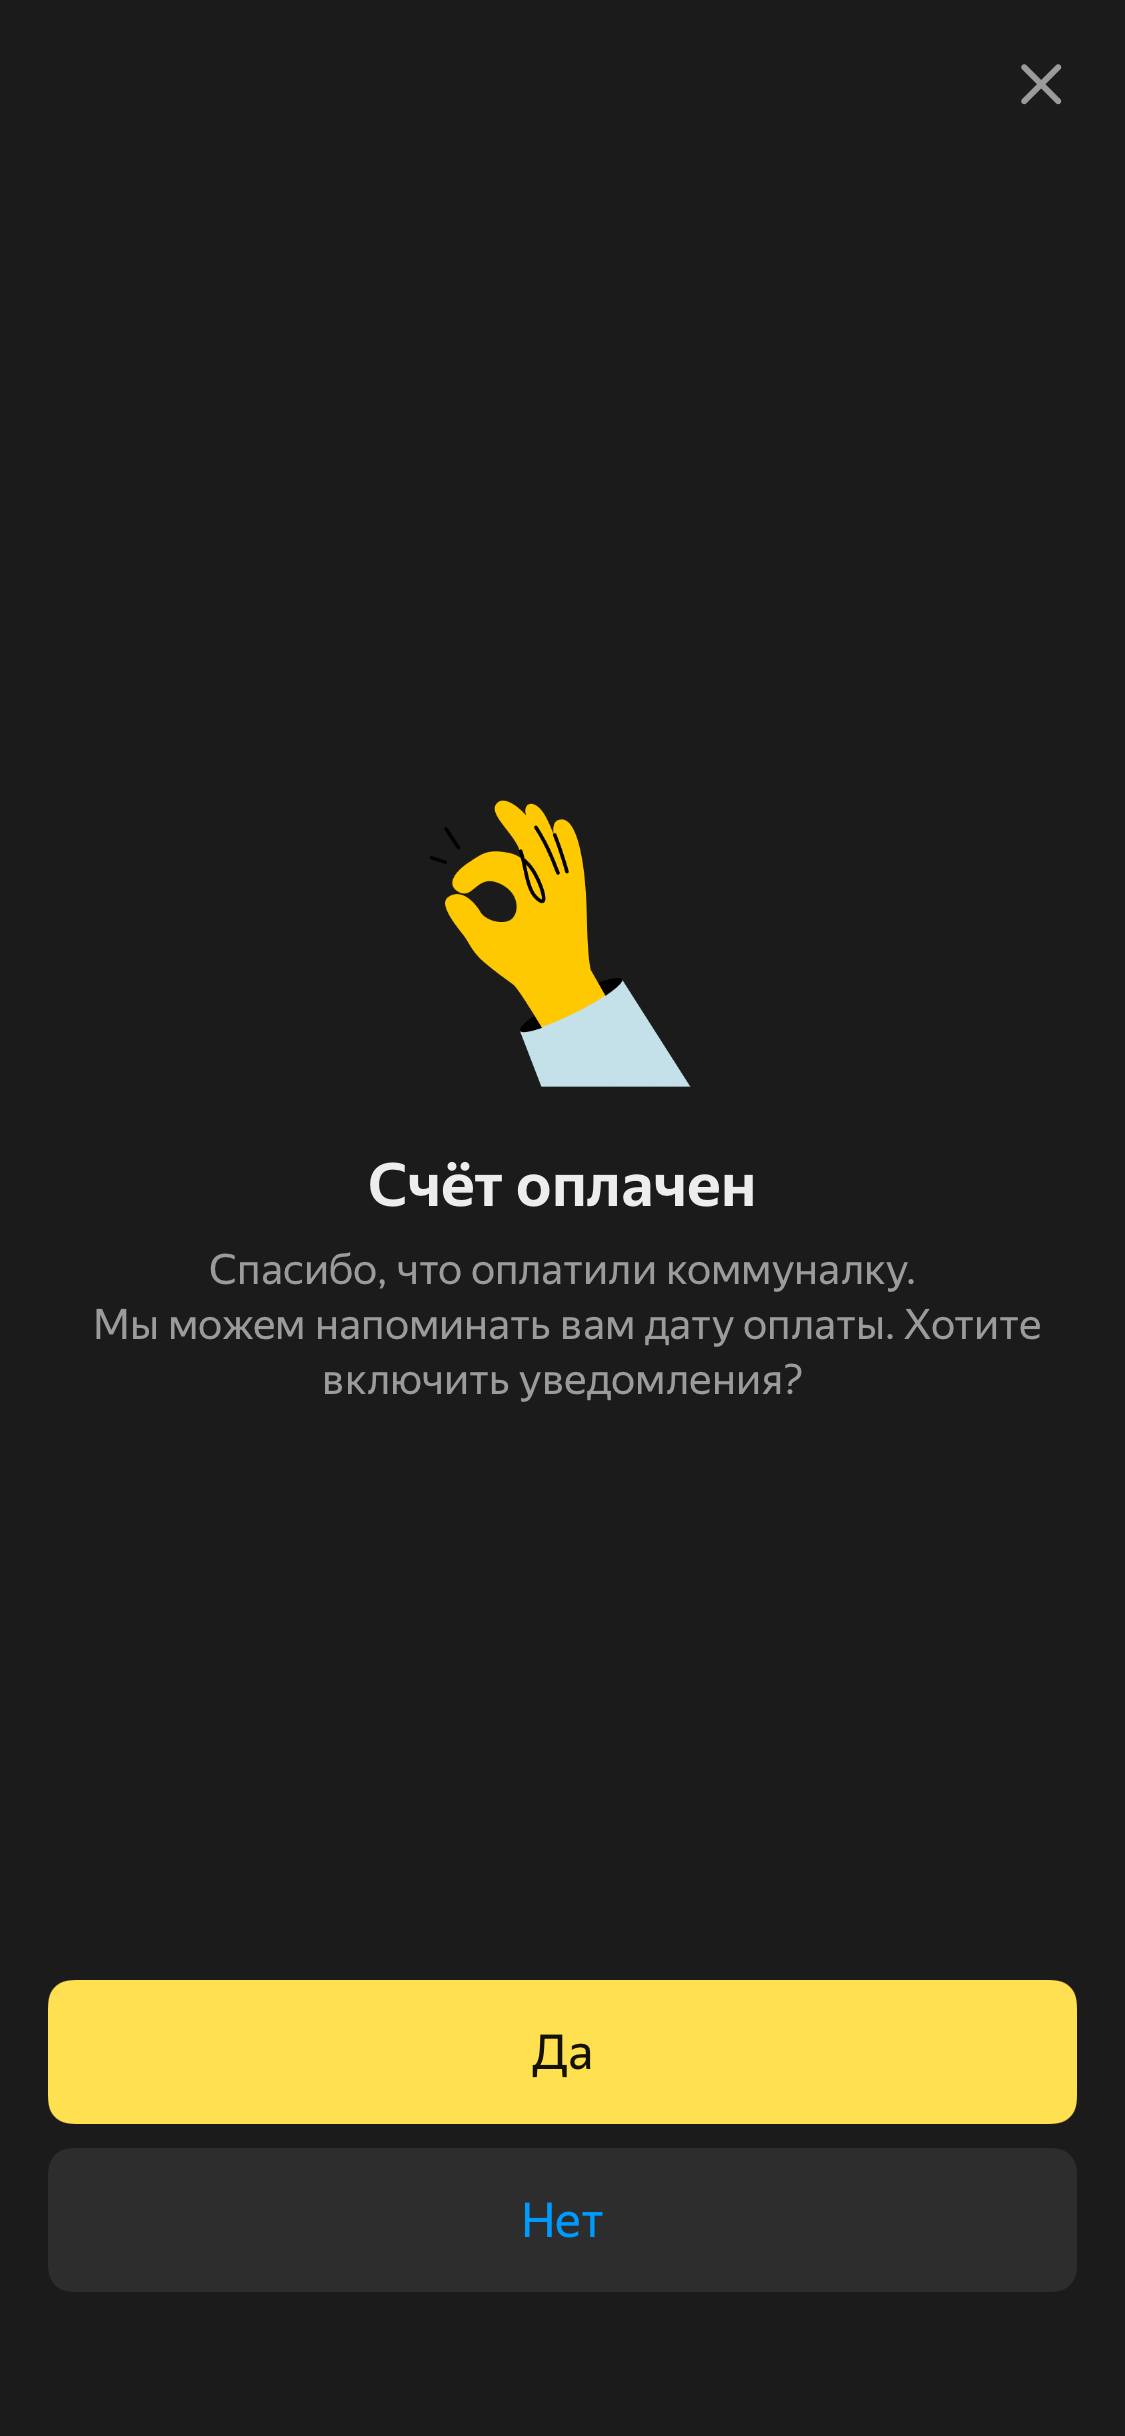 Счёт оплачен
Спасибо, что оплатили коммуналку.
Мы можем напоминать вам дату оплаты. Хотите
включить уведомления?
Да
Нет